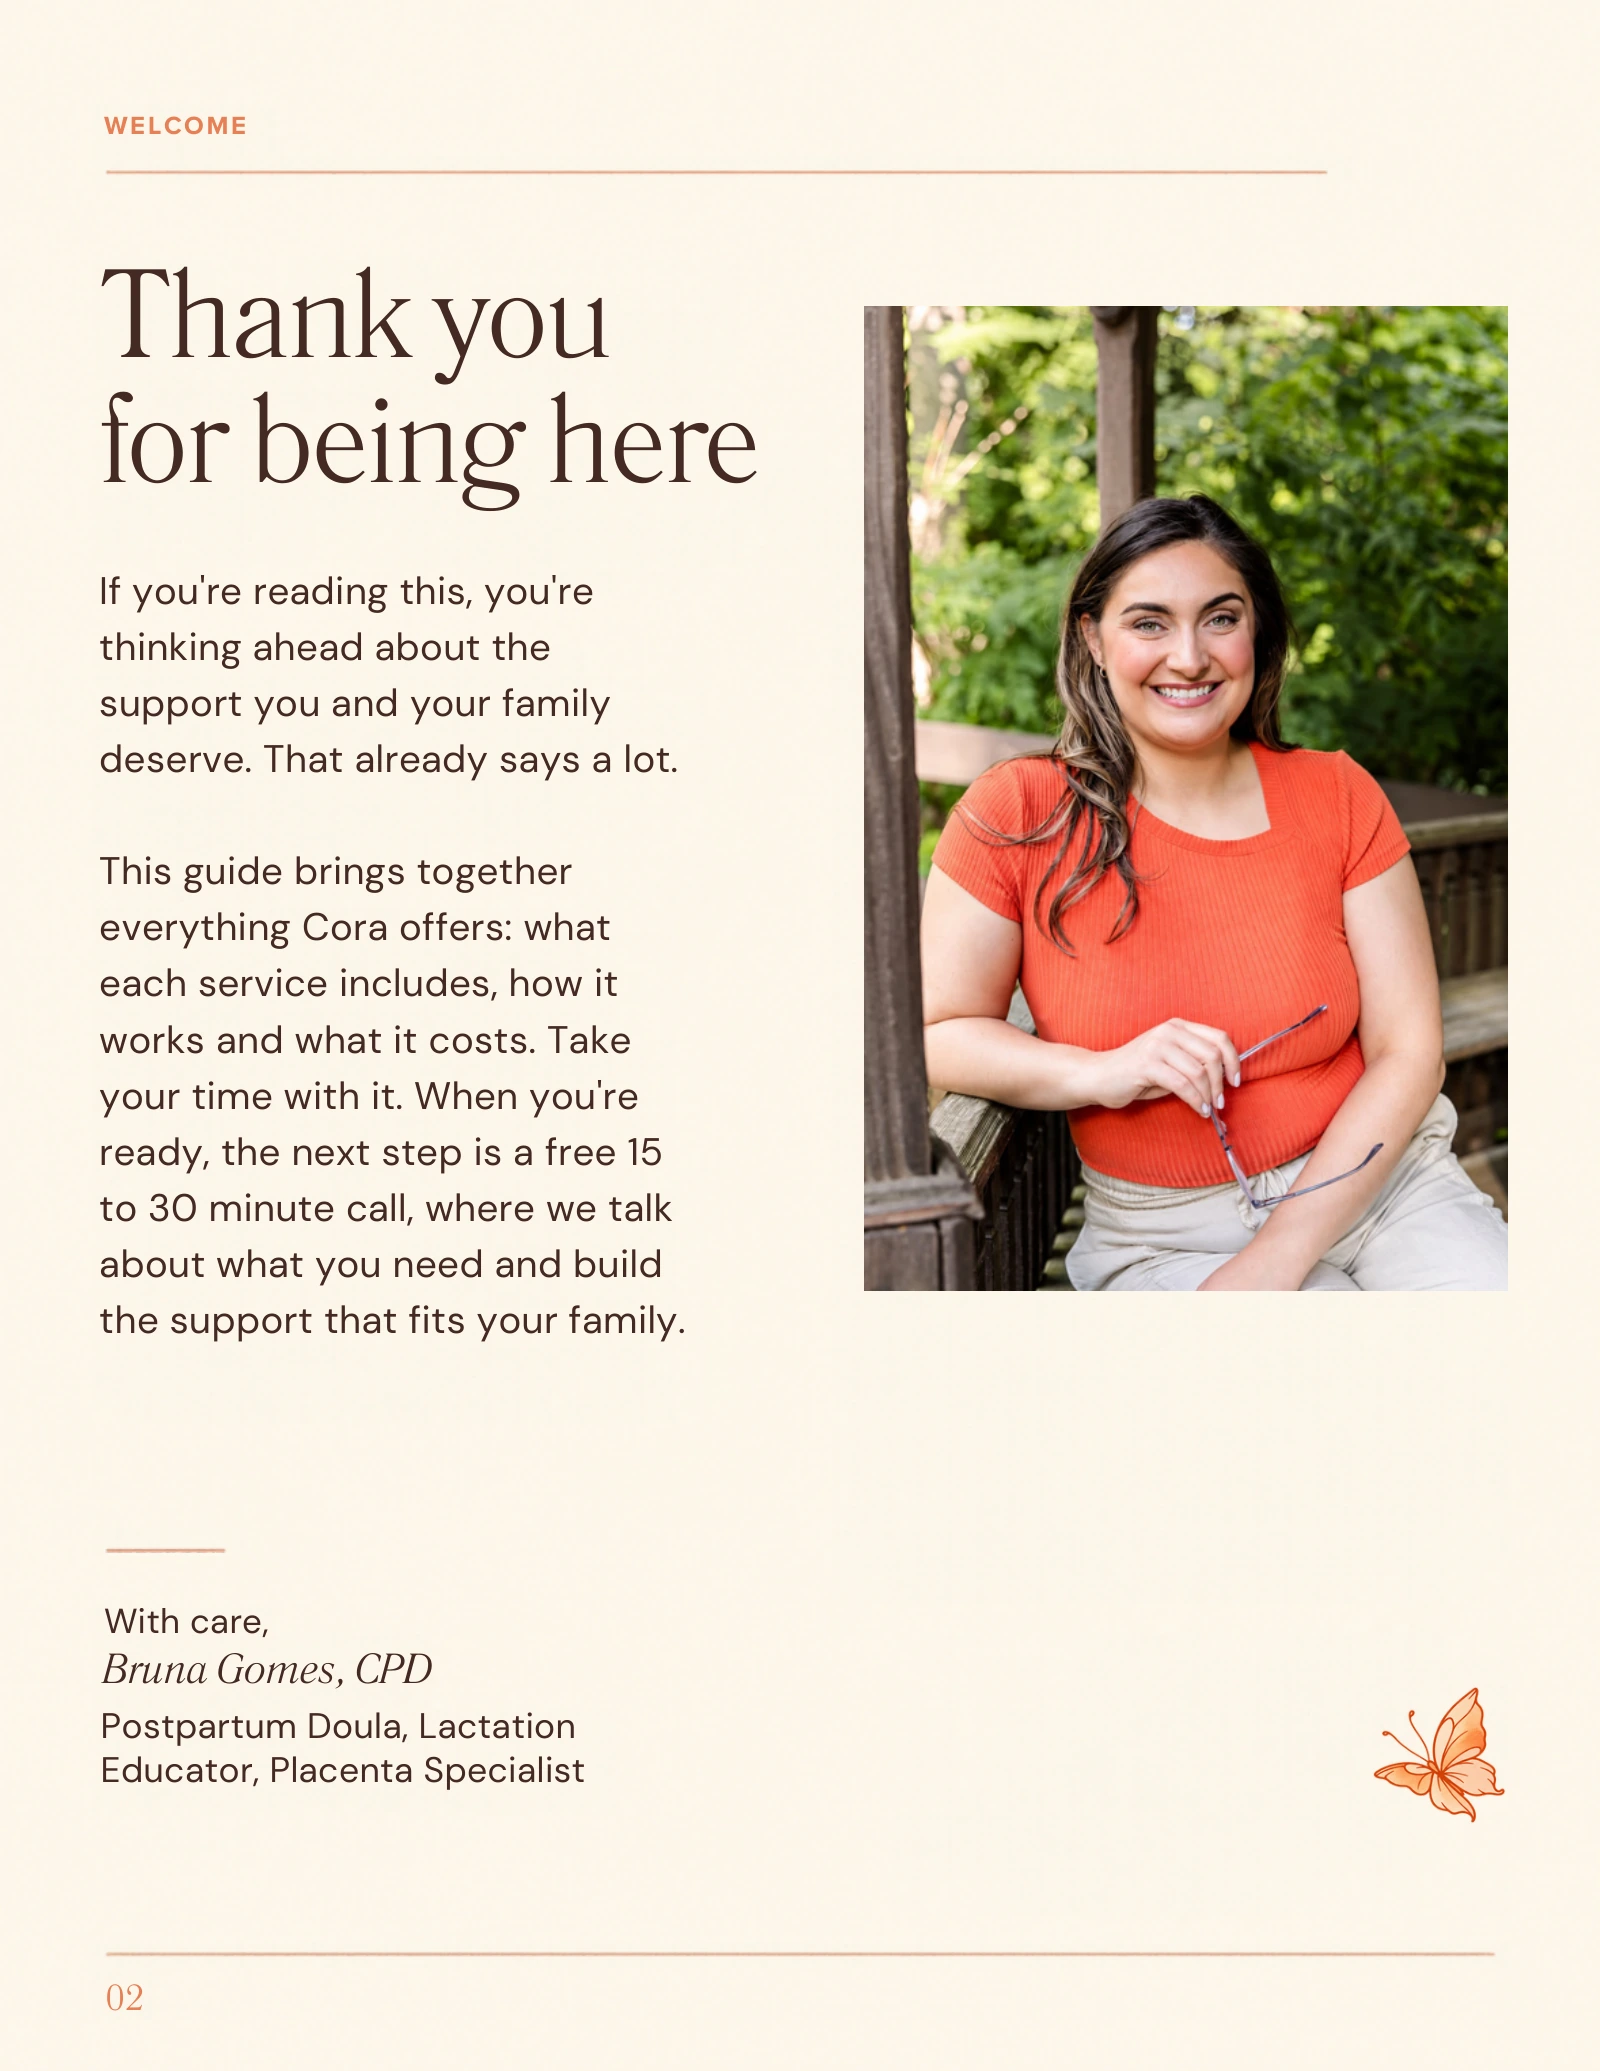 WELCOME
Thank you
for being here
If you're reading this, you're
thinking ahead about the
support you and your family
deserve. That already says a lot.
This guide brings together
everything Cora offers: what
each service includes, how it
works and what it costs. Take
your time with it. When you're
ready, the next step is a free 15
to 30 minute call, where we talk
about what you need and build
the support that fits your family.
With care,
Bruna Gomes, CPD
Postpartum Doula, Lactation
Educator, Placenta Specialist
02